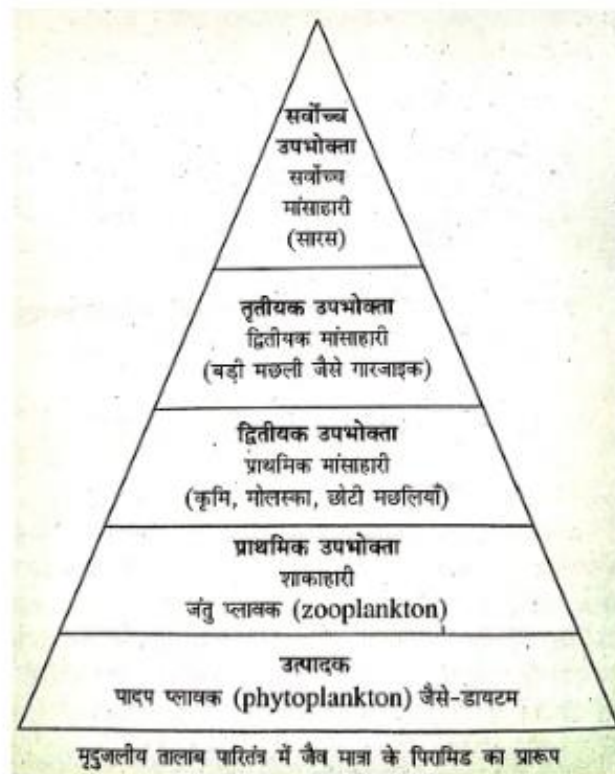 सर्वोच्च
उपभोक्ता
सर्वोच्च
मांसाहारी
(सारस)
तृतीयक उपभोक्ता
द्वितीयक मांसाहारी
(बड़ी मछली जैसे गारजाइक)
द्वितीयक उपभोक्ता
प्राथमिक मांसाहारी
(कृमि, मोलस्का, छोटी मछलियाँ)
प्राथमिक उपभोक्ता
शाकाहारी
जंतु प्लावक (zooplankton)
उत्पादक
पादप प्लावक (phytoplankton) जैसे-डायटम
मृदुजलीय तालाब पारितंत्र में जैव मात्रा के पिरामिड का प्रारूप